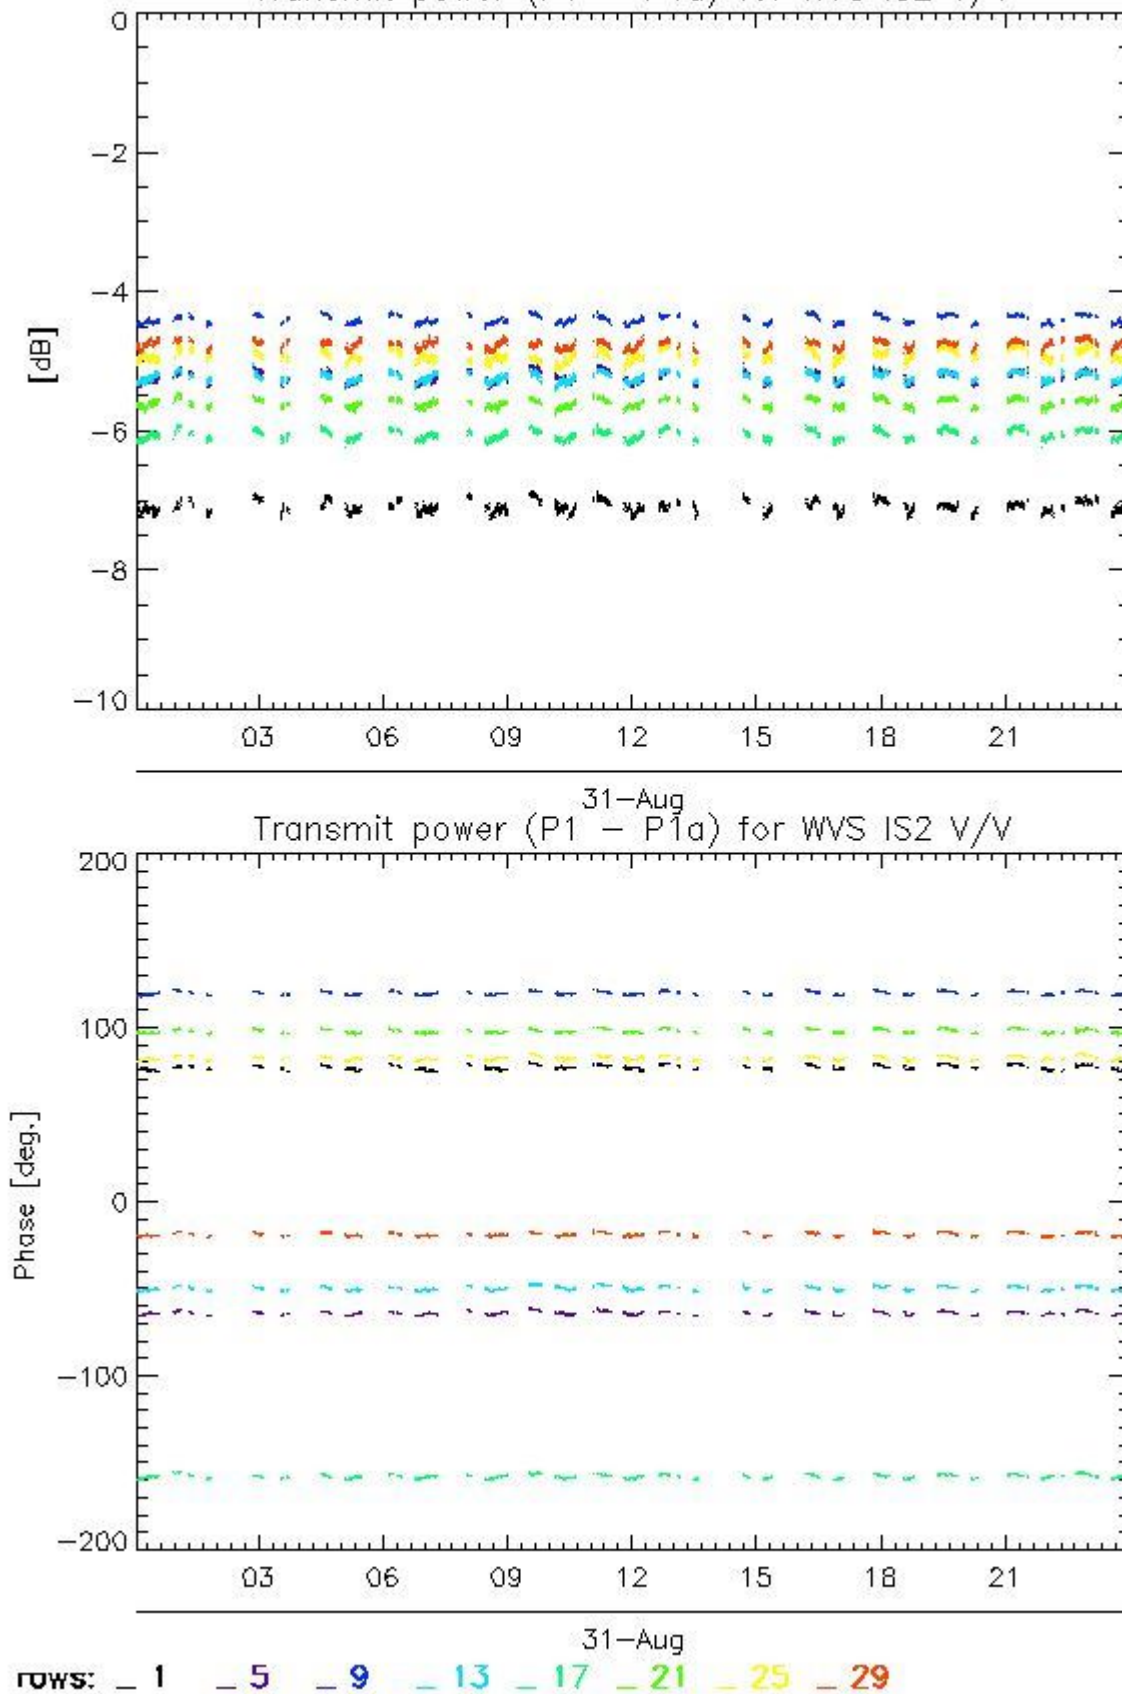 0
−2
−4
−6
−8
−10
[dB]
03 06 09 12 15 18 21
31−Aug
Transmit power (P1 − P1a) for WVS IS2 V/V
200
100
0
−100
−200
Phase [deg.]
03 06 09 12 15 18 21
31−Aug
rows: _ 1 _ 5 _ 9 _ 13 _ 17 _ 21 _ 25 _ 29